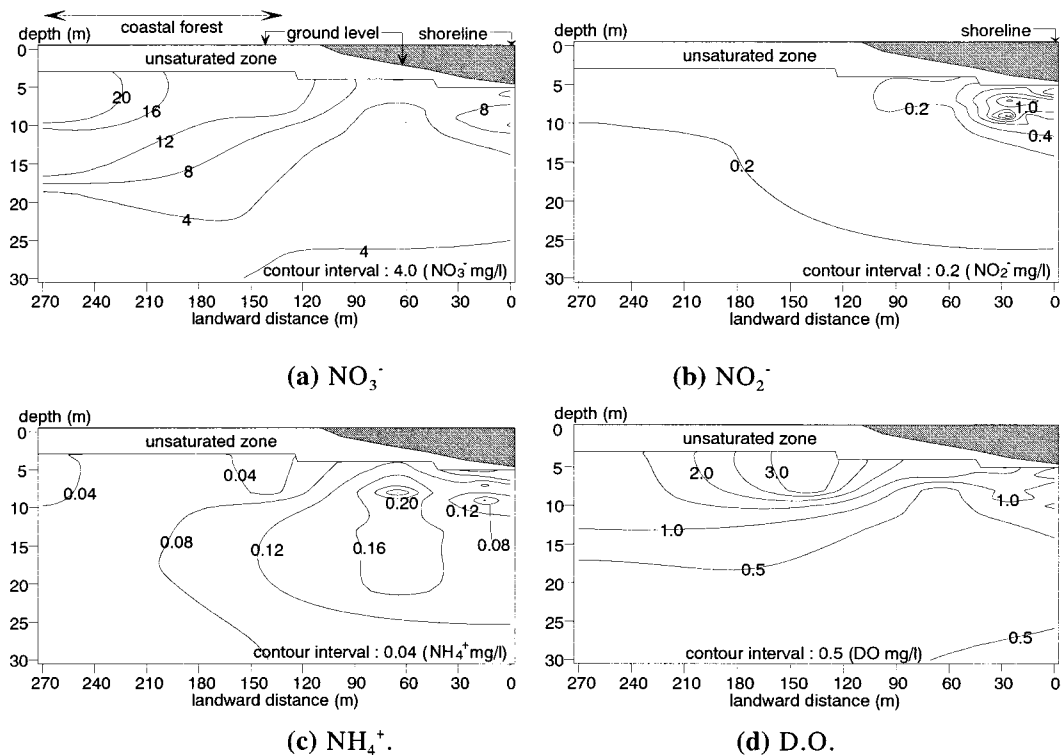 coastal forest
depth (m)
ground level
shoreline
0
unsaturated zone
5
20
16
8
10
12
15
8
20
4
25
4
30
contour interval : 4.0 ( NO₃⁻ mg/l)
270 240 210 180 150 120 90 60 30 0
landward distance (m)
(a) NO₃⁻
depth (m)
shoreline
0
unsaturated zone
5
0.2
1.0
10
0.4
15
0.2
20
25
30
contour interval : 0.2 ( NO₂⁻ mg/l)
270 240 210 180 150 120 90 60 30 0
landward distance (m)
(b) NO₂⁻
depth (m)
0
unsaturated zone
5
0.04
0.04
10
0.20
0.12
15
0.08
0.12
0.16
0.08
20
25
30
contour interval : 0.04 ( NH₄⁺ mg/l)
270 240 210 180 150 120 90 60 30 0
landward distance (m)
(c) NH₄⁺.
depth (m)
0
unsaturated zone
5
2.0
3.0
10
1.0
1.0
15
0.5
20
25
0.5
30
contour interval : 0.5 (DO mg/l)
270 240 210 180 150 120 90 60 30 0
landward distance (m)
(d) D.O.